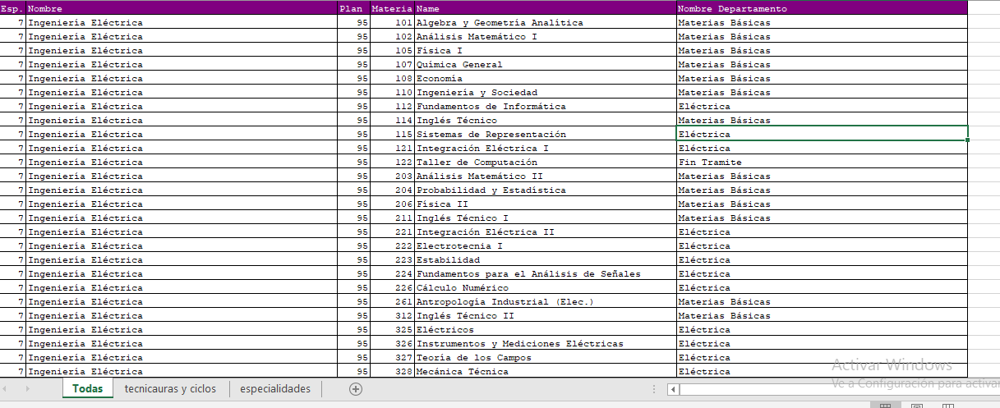 Esp. Nombre Plan Materia Name Nombre Departamento
7 Ingeniería Eléctrica 95 101 Algebra y Geometría Analítica Materias Básicas
7 Ingeniería Eléctrica 95 102 Análisis Matemático I Materias Básicas
7 Ingeniería Eléctrica 95 105 Física I Materias Básicas
7 Ingeniería Eléctrica 95 107 Química General Materias Básicas
7 Ingeniería Eléctrica 95 108 Economía Materias Básicas
7 Ingeniería Eléctrica 95 110 Ingeniería y Sociedad Materias Básicas
7 Ingeniería Eléctrica 95 112 Fundamentos de Informática Eléctrica
7 Ingeniería Eléctrica 95 114 Inglés Técnico Materias Básicas
7 Ingeniería Eléctrica 95 115 Sistemas de Representación Eléctrica
7 Ingeniería Eléctrica 95 121 Integración Eléctrica I Eléctrica
7 Ingeniería Eléctrica 95 122 Taller de Computación Fin Tramite
7 Ingeniería Eléctrica 95 203 Análisis Matemático II Materias Básicas
7 Ingeniería Eléctrica 95 204 Probabilidad y Estadística Materias Básicas
7 Ingeniería Eléctrica 95 206 Física II Materias Básicas
7 Ingeniería Eléctrica 95 211 Inglés Técnico I Materias Básicas
7 Ingeniería Eléctrica 95 221 Integración Eléctrica II Eléctrica
7 Ingeniería Eléctrica 95 222 Electrotecnia I Eléctrica
7 Ingeniería Eléctrica 95 223 Estabilidad Eléctrica
7 Ingeniería Eléctrica 95 224 Fundamentos para el Análisis de Señales Eléctrica
7 Ingeniería Eléctrica 95 226 Cálculo Numérico Eléctrica
7 Ingeniería Eléctrica 95 261 Antropología Industrial (Elec.) Materias Básicas
7 Ingeniería Eléctrica 95 312 Inglés Técnico II Materias Básicas
7 Ingeniería Eléctrica 95 325 Eléctricos Eléctrica
7 Ingeniería Eléctrica 95 326 Instrumentos y Mediciones Eléctricas Eléctrica
7 Ingeniería Eléctrica 95 327 Teoría de los Campos Eléctrica
7 Ingeniería Eléctrica 95 328 Mecánica Técnica Eléctrica
Activar Windows
Ve a Configuración para activar
Todas tecnicauras y ciclos especialidades